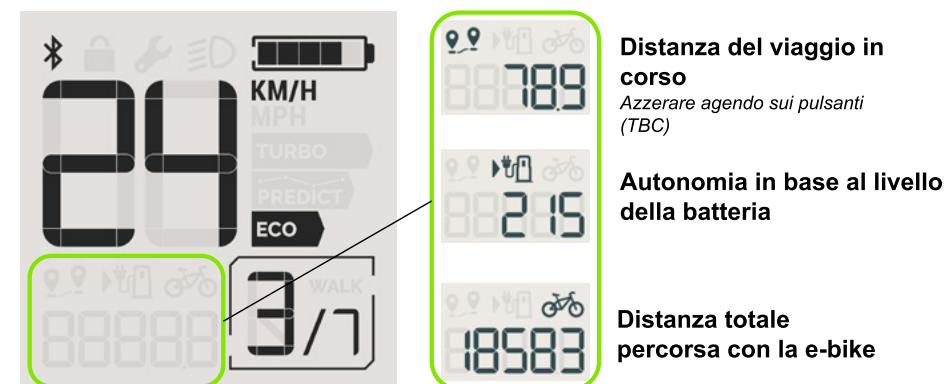 24
KM/H
MPH
TURBO
PREDICT
ECO
WALK
3/7
78.9
Distanza del viaggio in
corso
Azzerare agendo sui pulsanti
(TBC)
215
Autonomia in base al livello
della batteria
18583
Distanza totale
percorsa con la e-bike